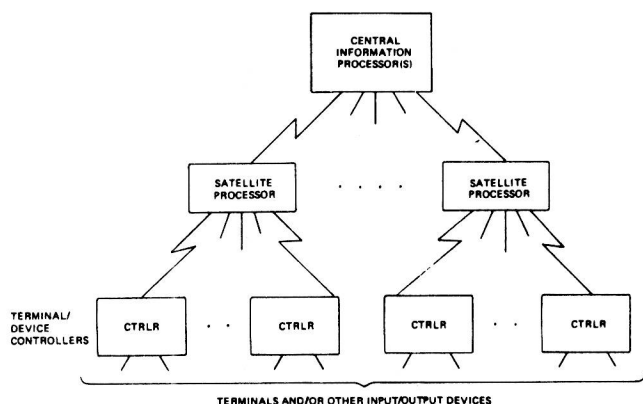 CENTRAL
INFORMATION
PROCESSOR(S)
SATELLITE
PROCESSOR
SATELLITE
PROCESSOR
TERMINAL/
DEVICE
CONTROLLERS
CTRLR
CTRLR
CTRLR
CTRLR
TERMINALS AND/OR OTHER INPUT/OUTPUT DEVICES